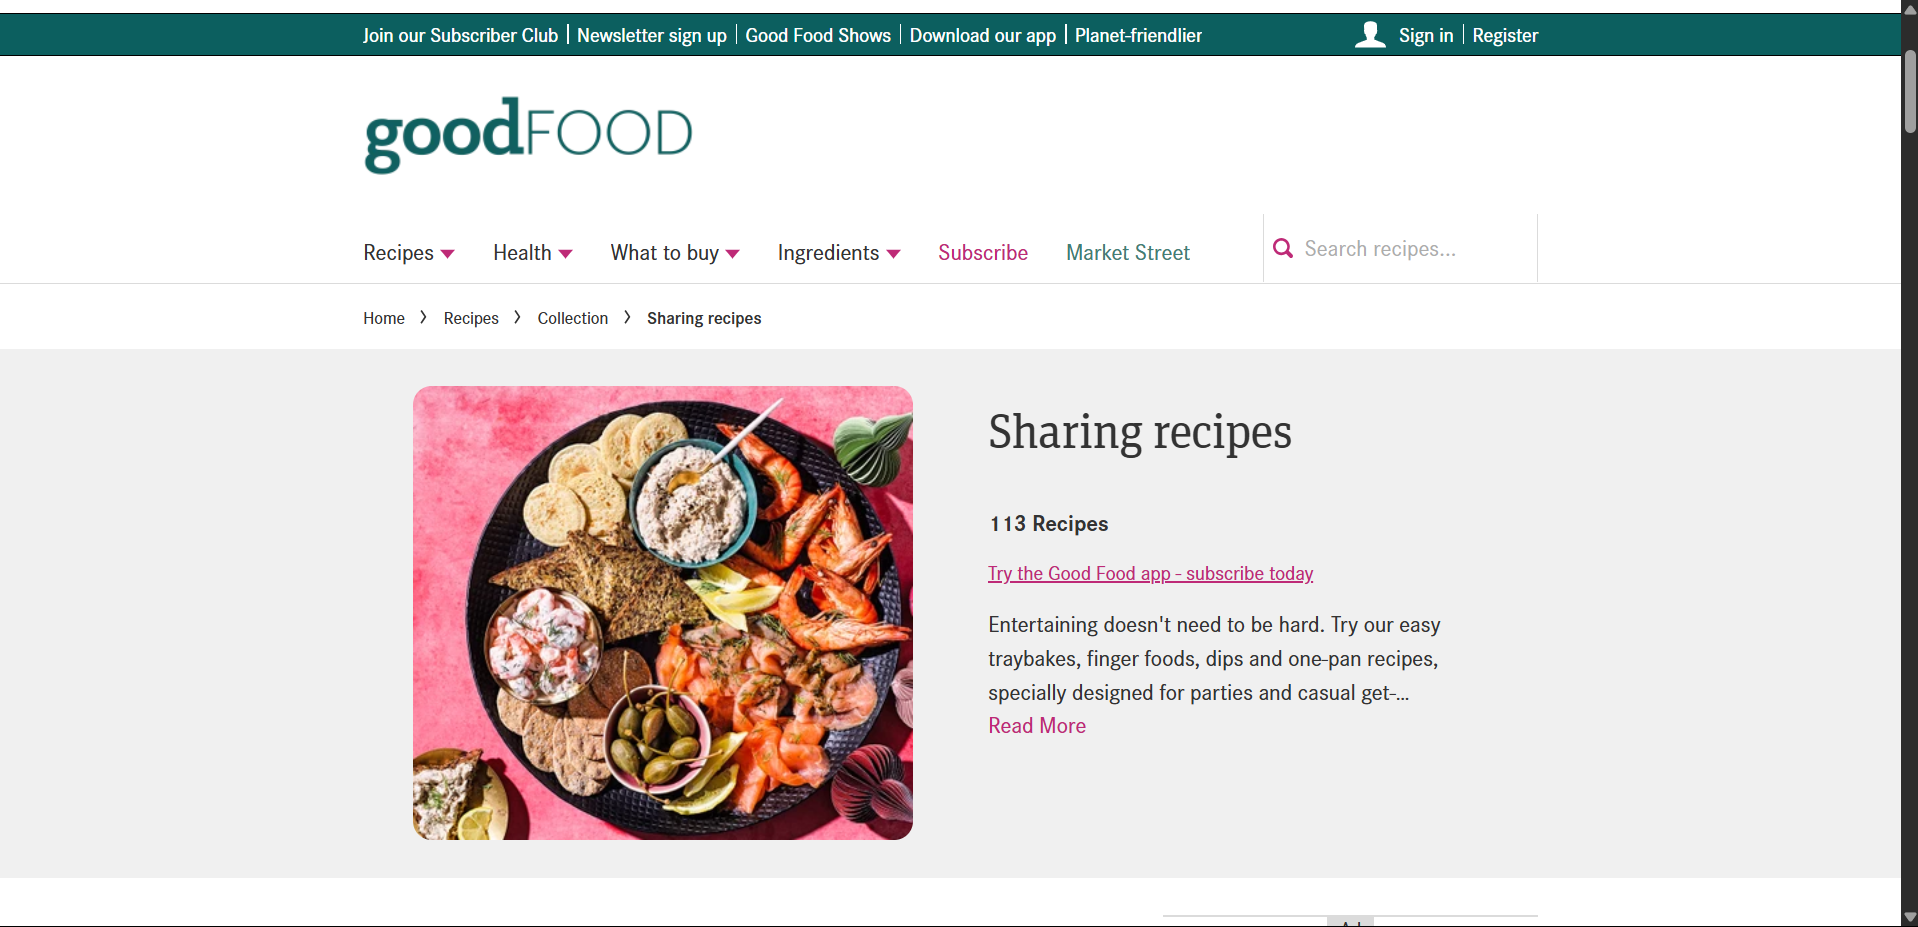 Join our Subscriber Club Newsletter sign up Good Food Shows Download our app Planet-friendlier Sign in Register
goodFOOD
Recipes Health What to buy Ingredients Subscribe Market Street Search recipes...
Home Recipes Collection Sharing recipes
Sharing recipes
113 Recipes
Try the Good Food app - subscribe today
Entertaining doesn't need to be hard. Try our easy
traybakes, finger foods, dips and one-pan recipes,
specially designed for parties and casual get-...
Read More